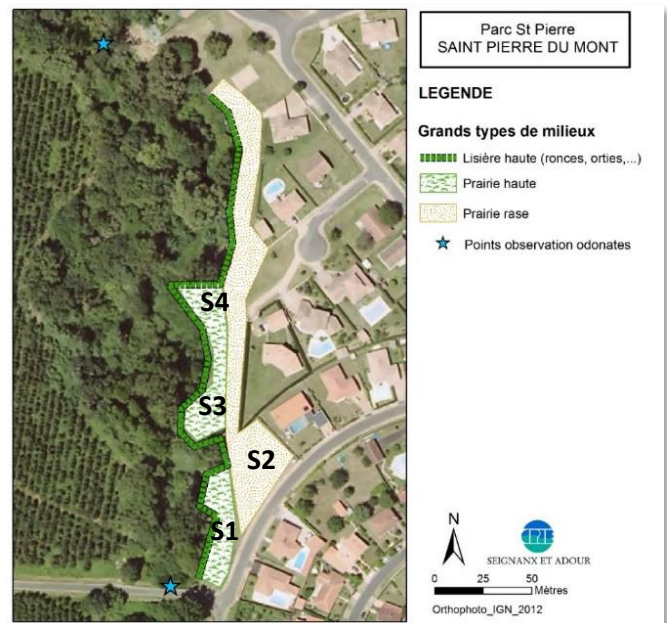 Parc St Pierre
SAINT PIERRE DU MONT
LEGENDE
Grands types de milieux
Lisière haute (ronces, orties,...)
Prairie haute
Prairie rase
Points observation odonates
S4
S3
S2
S1
N
CPIE
SEIGNANX ET ADOUR
0 25 50
Mètres
Orthophoto_IGN_2012